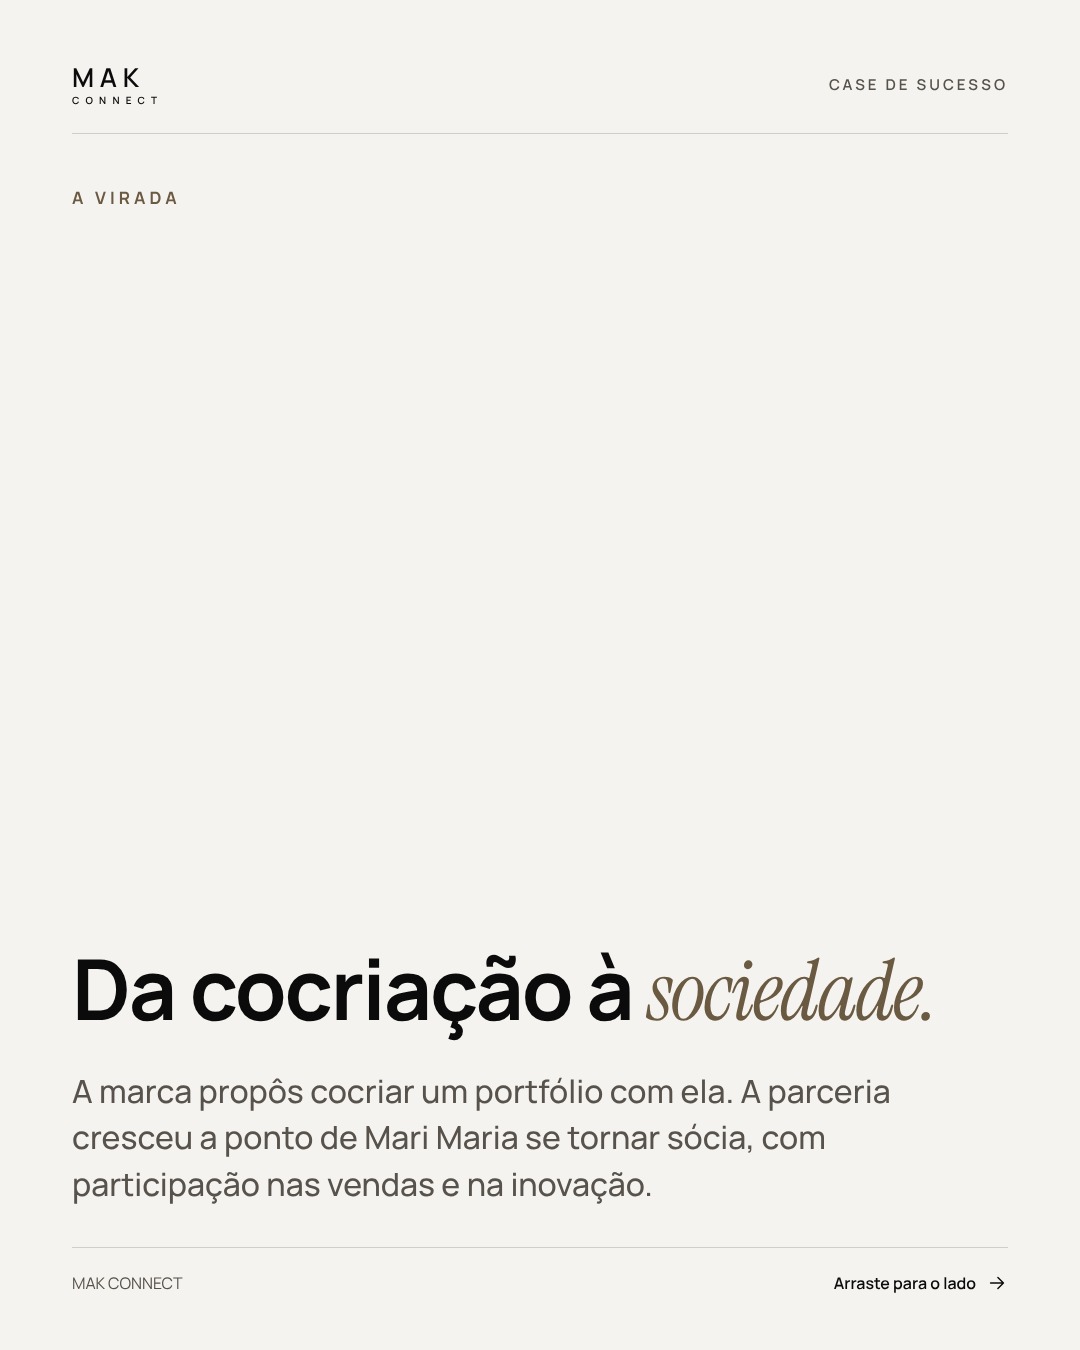 MAK
CONNECT
CASE DE SUCESSO
A VIRADA
Da cocriação à sociedade.
A marca propôs cocriar um portfólio com ela. A parceria
cresceu a ponto de Mari Maria se tornar sócia, com
participação nas vendas e na inovação.
MAK CONNECT
Arraste para o lado →